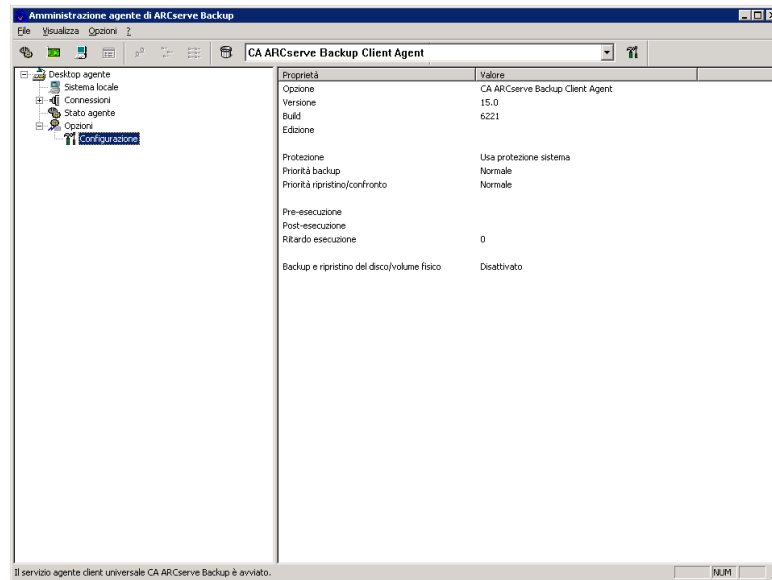 Amministrazione agente di ARCserve Backup
File Visualizza Opzioni ?
CA ARCserve Backup Client Agent
Desktop agente
Sistema locale
Connessioni
Stato agente
Opzioni
Configurazione
Proprietà Valore
Opzione CA ARCserve Backup Client Agent
Versione 15.0
Build 6221
Edizione
Protezione Usa protezione sistema
Priorità backup Normale
Priorità ripristino/confronto Normale
Pre-esecuzione
Post-esecuzione
Ritardo esecuzione 0
Backup e ripristino del disco/volume fisico Disattivato
Il servizio agente client universale CA ARCserve Backup è avviato.
NUM